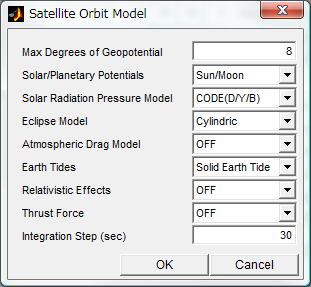 Satellite Orbit Model
Max Degrees of Geopotential 8
Solar/Planetary Potentials Sun/Moon
Solar Radiation Pressure Model CODE(D/Y/B)
Eclipse Model Cylindric
Atmospheric Drag Model OFF
Earth Tides Solid Earth Tide
Relativistic Effects OFF
Thrust Force OFF
Integration Step (sec) 30
OK Cancel